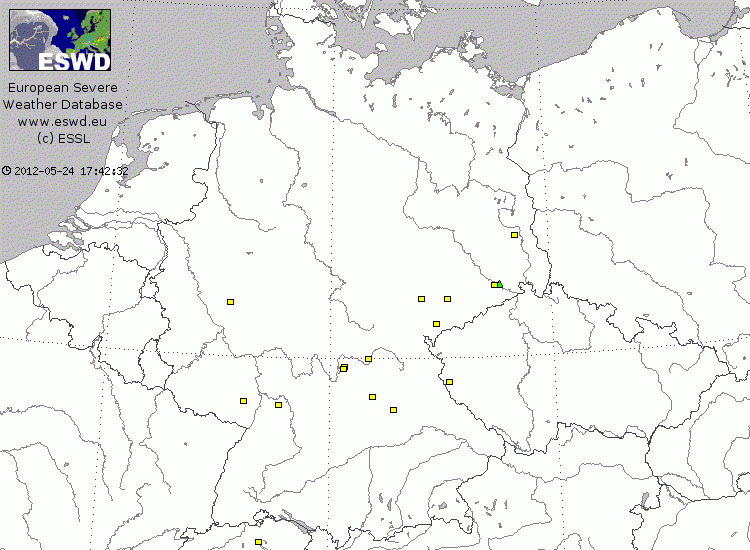 ESWD
European Severe
Weather Database
www.eswd.eu
(c) ESSL
2012-05-24 17:42:32